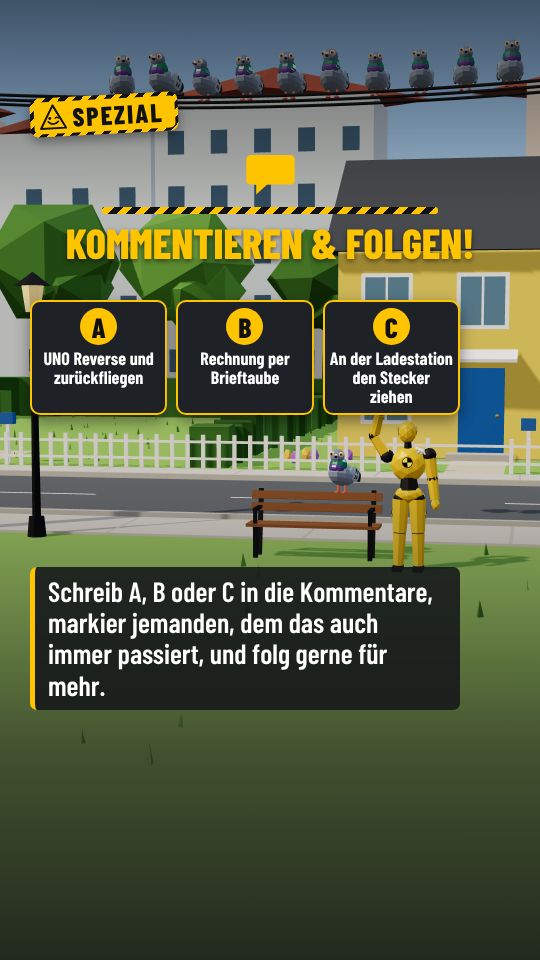 SPEZIAL
KOMMENTIEREN & FOLGEN!
A
UNO Reverse und
zurückfliegen
B
Rechnung per
Brieftaube
C
An der Ladestation
den Stecker
ziehen
Schreib A, B oder C in die Kommentare,
markier jemanden, dem das auch
immer passiert, und folg gerne für
mehr.